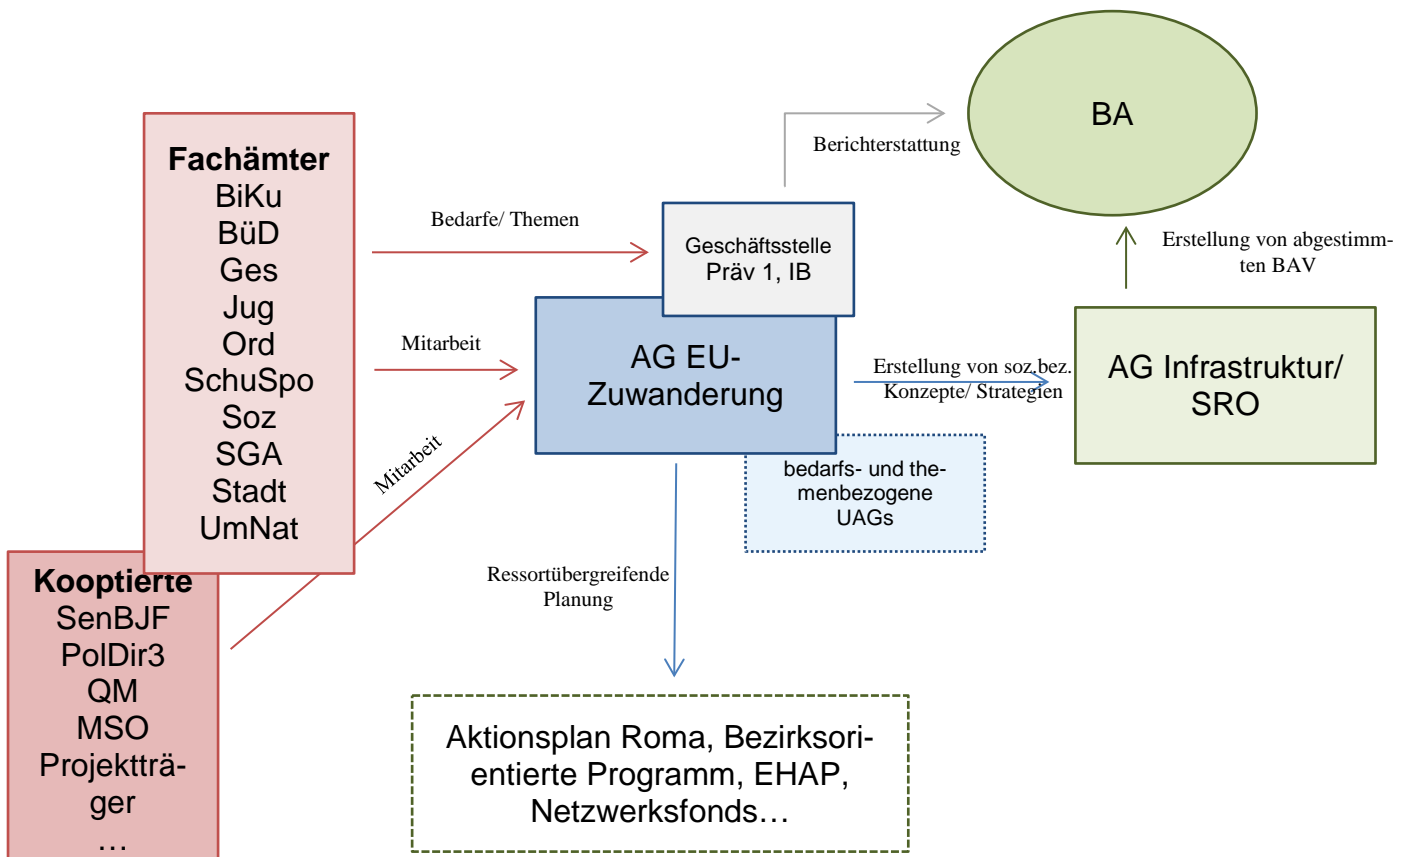 BA
Berichterstattung
Fachämter
BiKu
BüD
Ges
Jug
Ord
SchuSpo
Soz
SGA
Stadt
UmNat
Bedarfe/ Themen
Geschäftsstelle
Präv 1, IB
Erstellung von abgestimm-
ten BAV
Mitarbeit
AG EU-
Zuwanderung
Erstellung von soz.bez.
Konzepte/ Strategien
AG Infrastruktur/
SRO
Mitarbeit
bedarfs- und the-
menbezogene
UAGs
Kooptierte
SenBJF
PolDir3
QM
MSO
Projektträ-
ger
…
Ressortübergreifende
Planung
Aktionsplan Roma, Bezirksori-
entierte Programm, EHAP,
Netzwerksfonds…